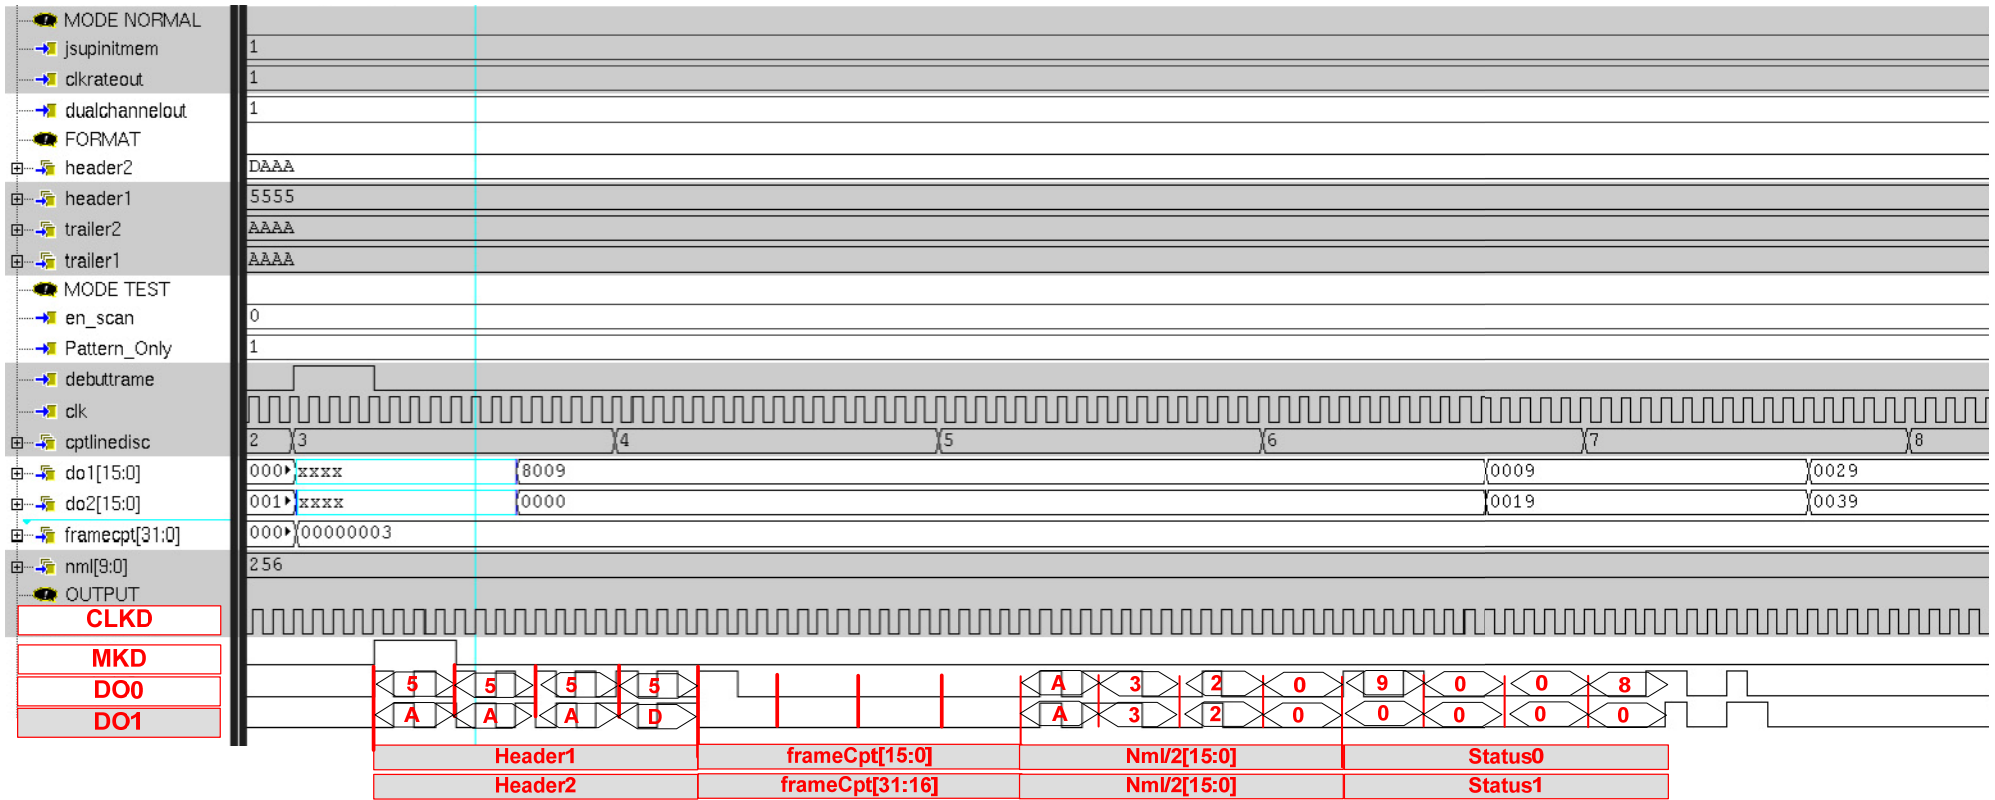 MODE NORMAL
jsupinitmem 1
clkrateout 1
dualchannelout 1
FORMAT
header2 DAAA
header1 5555
trailer2 AAAA
trailer1 AAAA
MODE TEST
en_scan 0
Pattern_Only 1
debuttrame
clk
cptlinedisc 2 3 4 5 6 7 8
do1[15:0] 000 xxxx 8009 0009 0029
do2[15:0] 001 xxxx 0000 0019 0039
framecpt[31:0] 000 00000003
nml[9:0] 256
OUTPUT
CLKD
MKD
DO0 5 5 5 5 A 3 2 0 9 0 0 8
DO1 A A A D A 3 2 0 0 0 0 0
Header1 frameCpt[15:0] Nml/2[15:0] Status0
Header2 frameCpt[31:16] Nml/2[15:0] Status1